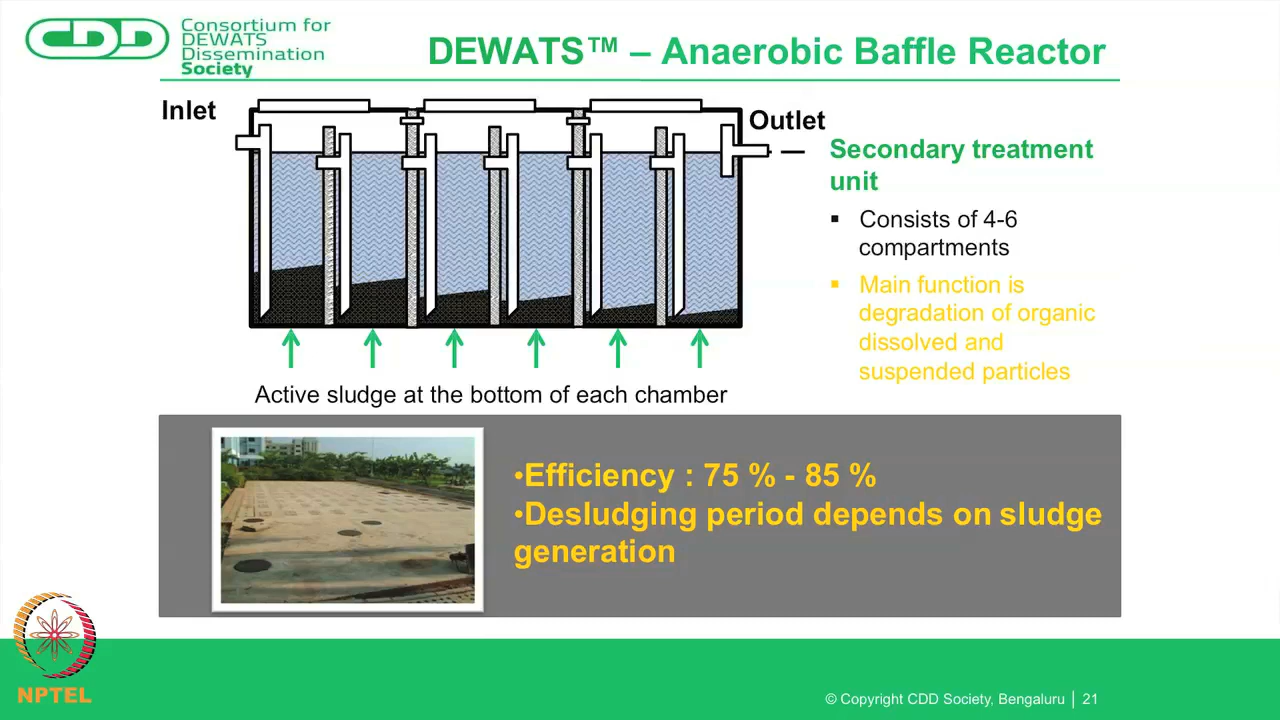 CDD
Consortium for
DEWATS
Dissemination
Society
DEWATS™ – Anaerobic Baffle Reactor
Inlet
Outlet
Secondary treatment
unit
▪ Consists of 4-6
compartments
▪ Main function is
degradation of organic
dissolved and
suspended particles
Active sludge at the bottom of each chamber
•Efficiency : 75 % - 85 %
•Desludging period depends on sludge
generation
NPTEL
© Copyright CDD Society, Bengaluru | 21